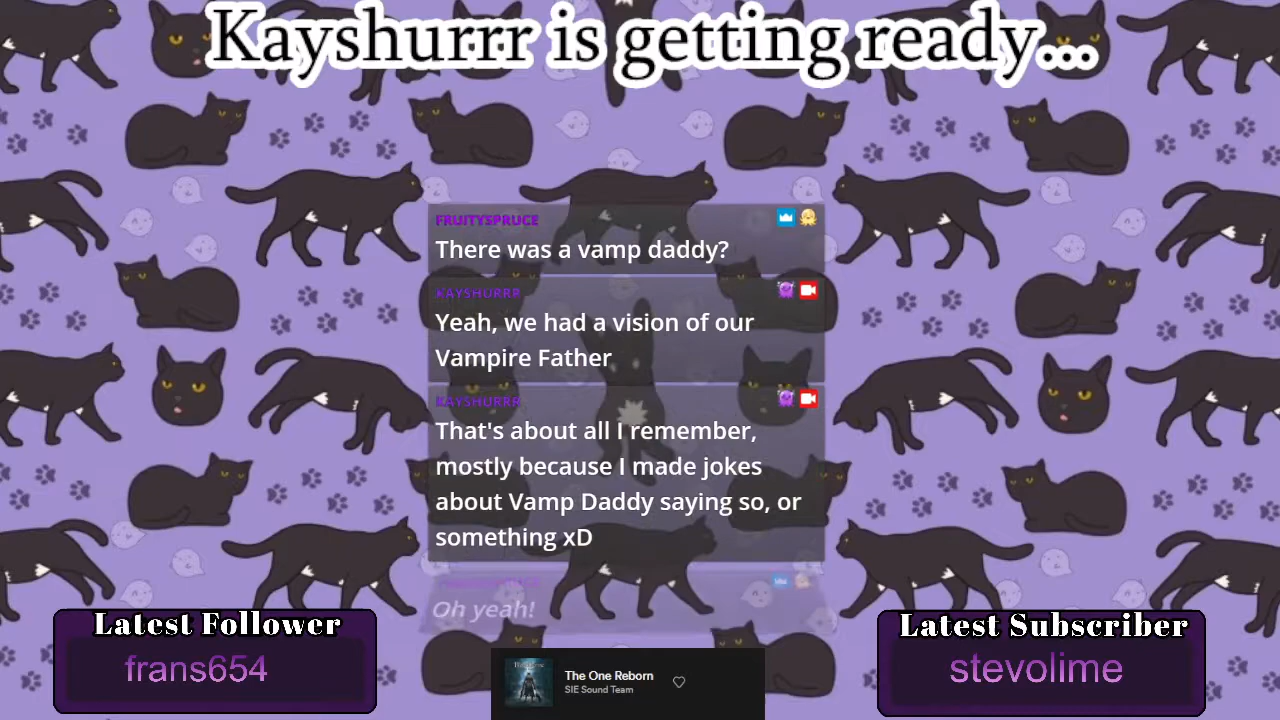 Kayshurrr is getting ready...
FRUITYSPRUCE
There was a vamp daddy?
KAYSHURRR
Yeah, we had a vision of our
Vampire Father
KAYSHURRR
That's about all I remember,
mostly because I made jokes
about Vamp Daddy saying so, or
something xD
Oh yeah!
Latest Follower
frans654
Latest Subscriber
stevolime
The One Reborn
SIE Sound Team